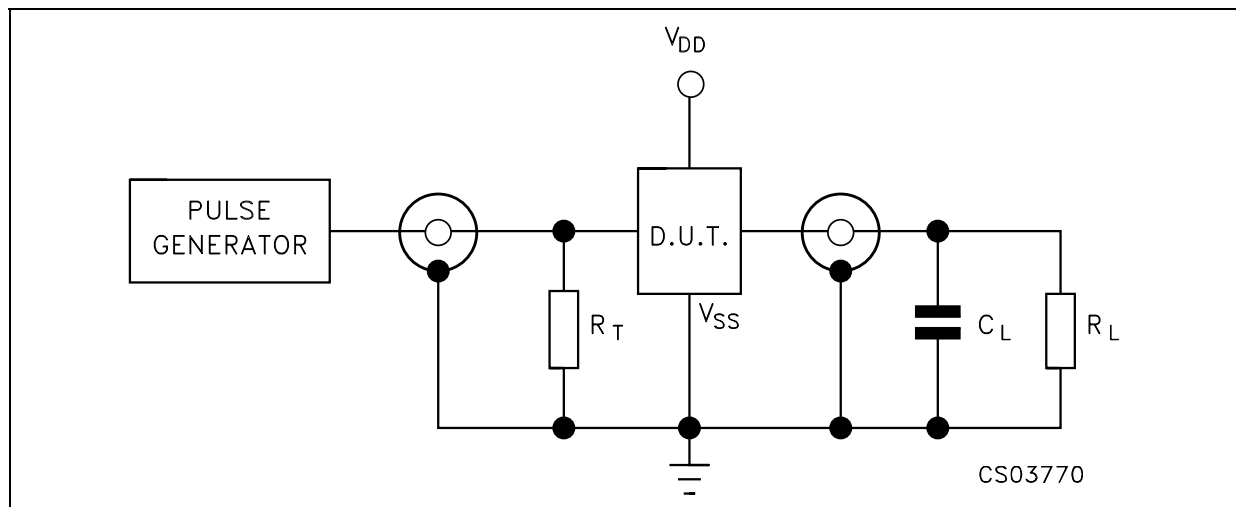 VDD
PULSE
GENERATOR
D.U.T.
VSS
RT
CL
RL
CS03770